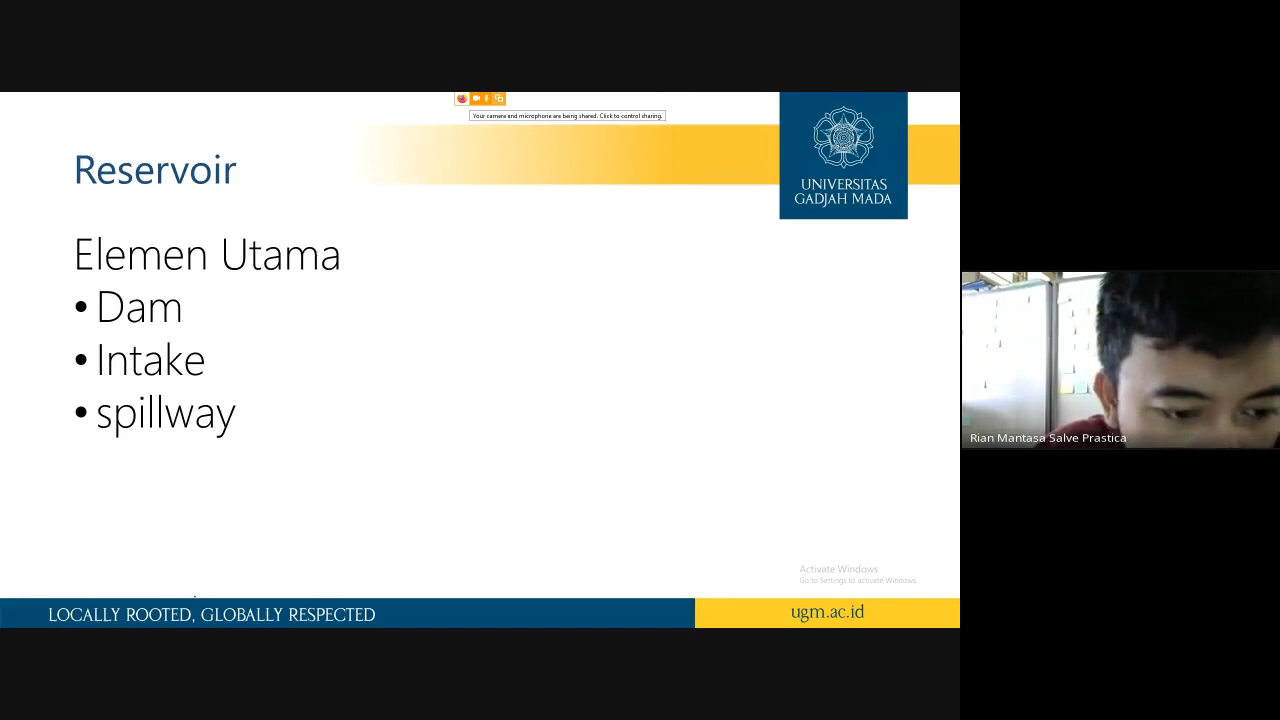 Your camera and microphone are being shared. Click to control sharing.
Reservoir
UNIVERSITAS
GADJAH MADA
Elemen Utama
• Dam
• Intake
• spillway
Rian Mantasa Salve Prastica
Activate Windows
Go to Settings to activate Windows.
LOCALLY ROOTED, GLOBALLY RESPECTED
ugm.ac.id